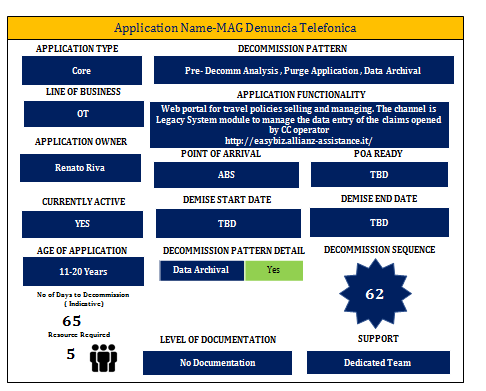 Application Name-MAG Denuncia Telefonica
APPLICATION TYPE
Core
DECOMMISSION PATTERN
Pre- Decomm Analysis , Purge Application , Data Archival
LINE OF BUSINESS
OT
APPLICATION FUNCTIONALITY
Web portal for travel policies selling and managing. The channel is
Legacy System module to manage the data entry of the claims opened
by CC operator
http://easybiz.allianz-assistance.it/
APPLICATION OWNER
Renato Riva
POINT OF ARRIVAL
ABS
POA READY
TBD
CURRENTLY ACTIVE
YES
DEMISE START DATE
TBD
DEMISE END DATE
TBD
AGE OF APPLICATION
11-20 Years
DECOMMISSION PATTERN DETAIL
Data Archival
Yes
DECOMMISSION SEQUENCE
62
No of Days to Decommission
( Indicative)
65
Resource Required
5
LEVEL OF DOCUMENTATION
No Documentation
SUPPORT
Dedicated Team